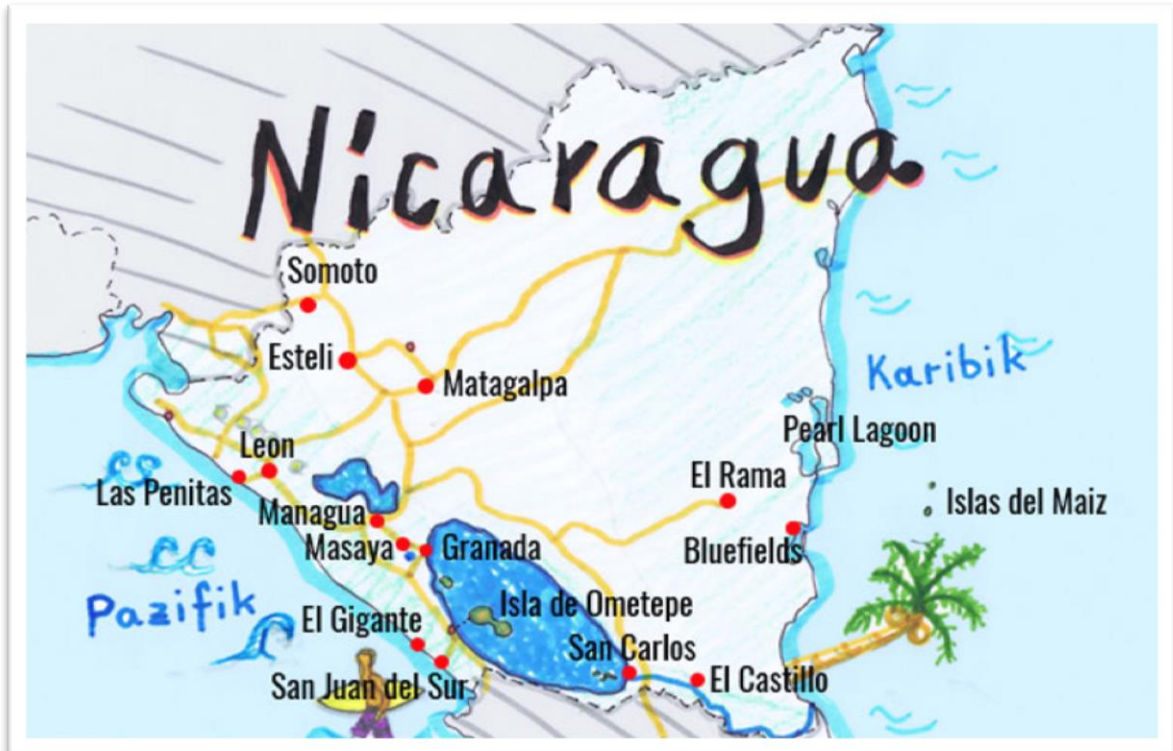 Nicaragua
Somoto
Esteli
Matagalpa
Karibik
Pearl Lagoon
Leon
Las Penitas
El Rama
Islas del Maiz
Managua
Masaya
Granada
Bluefields
Pazifik
El Gigante
Isla de Ometepe
San Carlos
San Juan del Sur
El Castillo